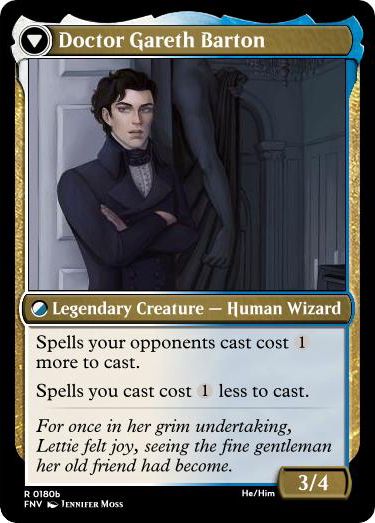 Doctor Gareth Barton
Legendary Creature — Human Wizard
Spells your opponents cast cost 1
more to cast.
Spells you cast cost 1 less to cast.
For once in her grim undertaking,
Lettie felt joy, seeing the fine gentleman
her old friend had become.
3/4
R 0180b
He/Him
FNV Jennifer Moss